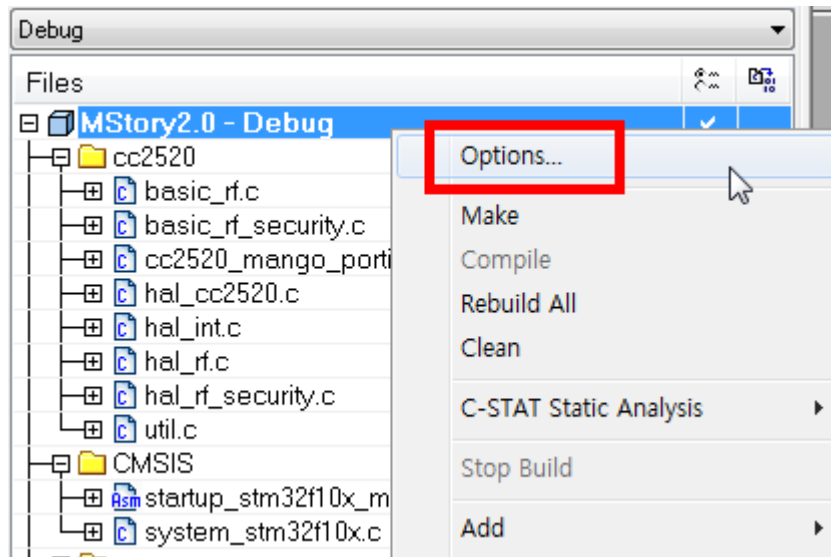 Debug
Files
MStory2.0 - Debug
cc2520
basic_rf.c
basic_rf_security.c
cc2520_mango_porti
hal_cc2520.c
hal_int.c
hal_rf.c
hal_rf_security.c
util.c
CMSIS
startup_stm32f10x_m
system_stm32f10x.c
Options...
Make
Compile
Rebuild All
Clean
C-STAT Static Analysis
Stop Build
Add